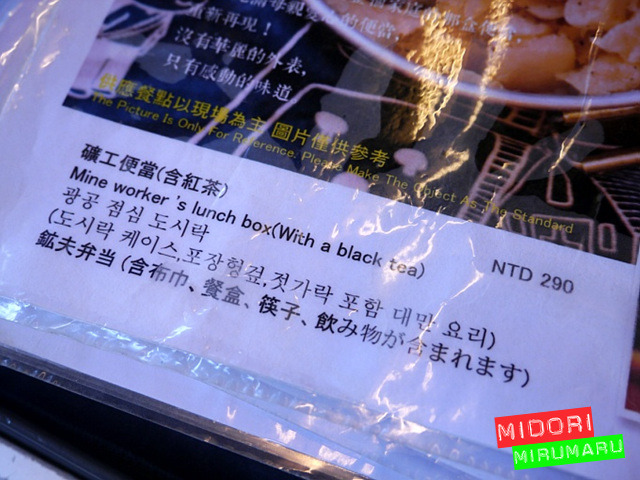 便當,
重新再現！
沒有華麗的外表,
只有感動的味道。
供應餐點以現場為主 圖片僅供參考
The Picture Is Only For Reference. Please Make The Object As The Standard
礦工便當(含紅茶)
Mine worker 's lunch box(With a black tea)
NTD 290
광공 점심 도시락
(도시락 케이스,포장헝겊,젓가락 포함 대만 요리)
鉱夫弁当 (含布巾、餐盒、筷子、飲み物が含まれます)
MIDORI
MIRUMARU